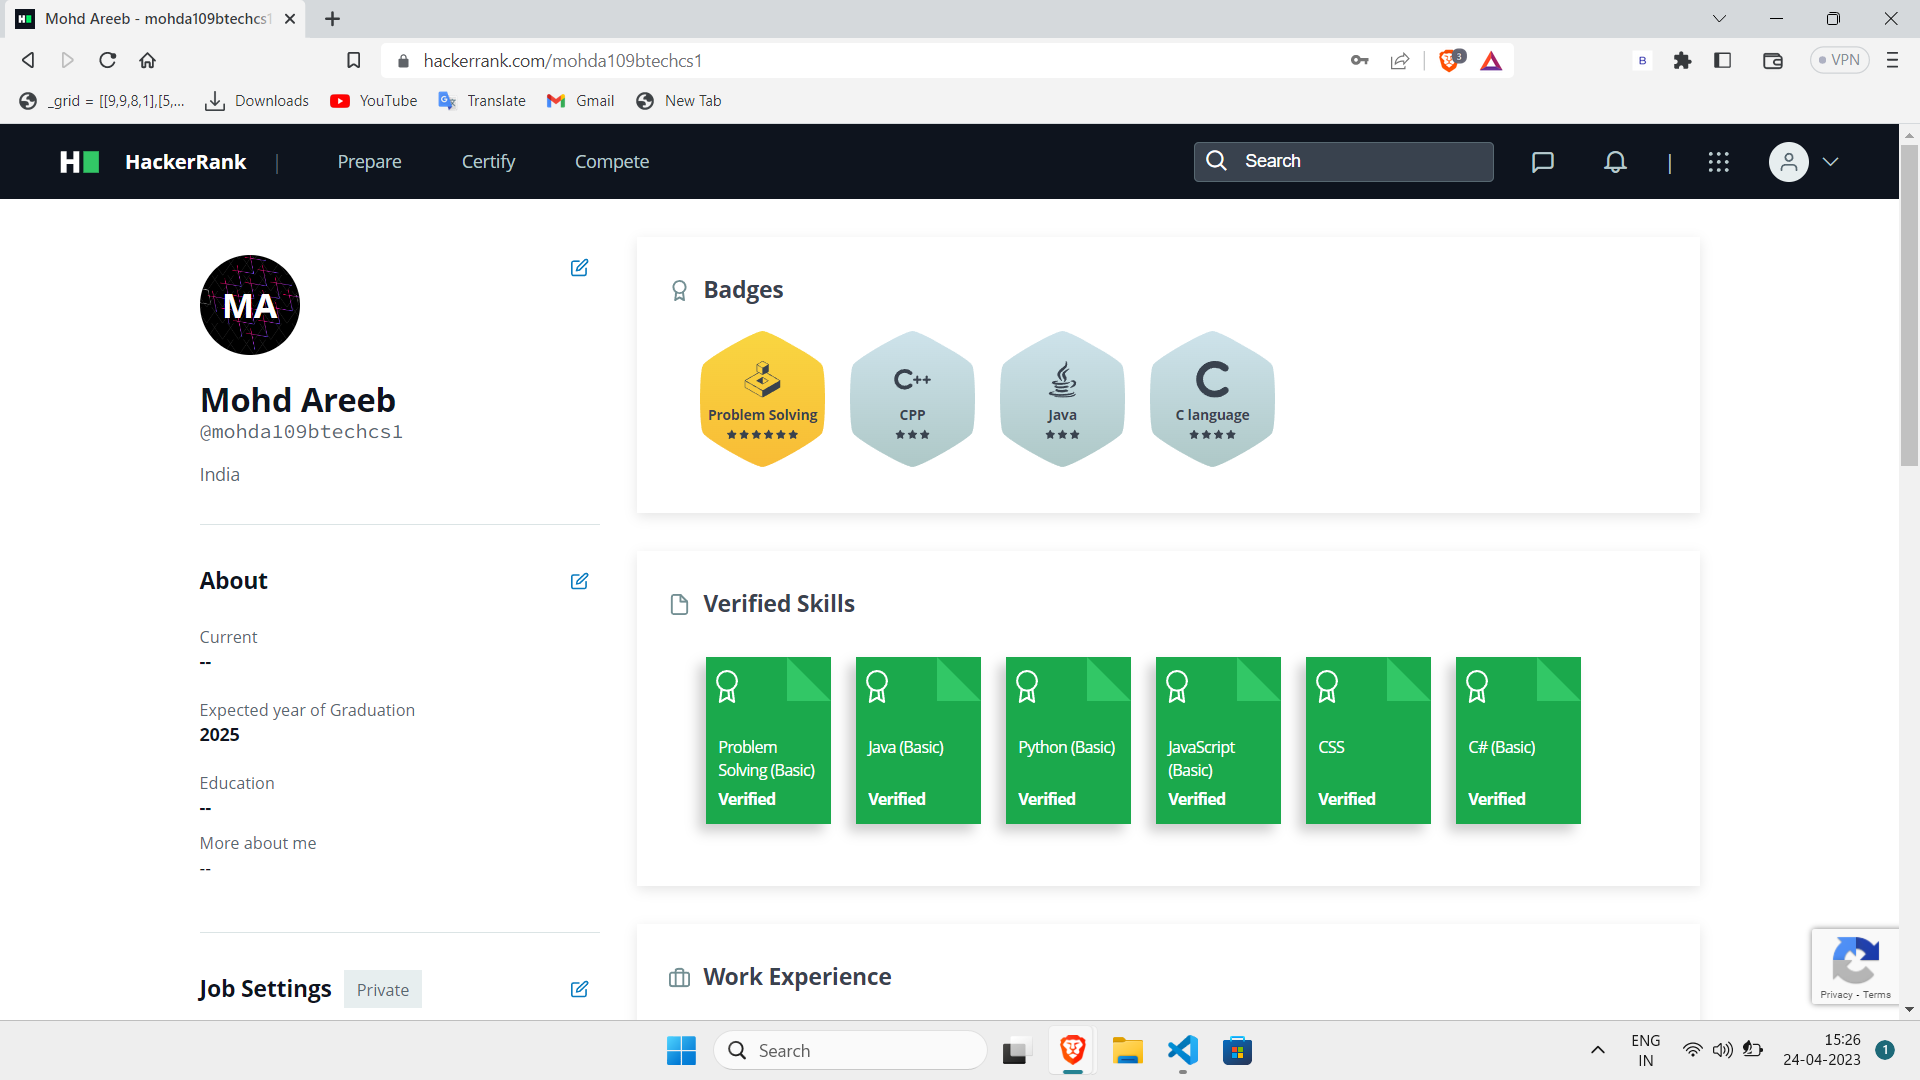 Mohd Areeb - mohda109btechcs1
hackerrank.com/mohda109btechcs1
3
B
VPN
_grid = [[9,9,8,1],[5,...
Downloads
YouTube
Translate
Gmail
New Tab
H
HackerRank
|
Prepare
Certify
Compete
Search
|
MA
Mohd Areeb
@mohda109btechcs1
India
About
Current
--
Expected year of Graduation
2025
Education
--
More about me
--
Job Settings
Private
Badges
Problem Solving
C++
CPP
Java
C
C language
Verified Skills
Problem
Solving (Basic)
Verified
Java (Basic)
Verified
Python (Basic)
Verified
JavaScript
(Basic)
Verified
CSS
Verified
C# (Basic)
Verified
Work Experience
Privacy - Terms
Search
ENG
IN
15:26
24-04-2023
1